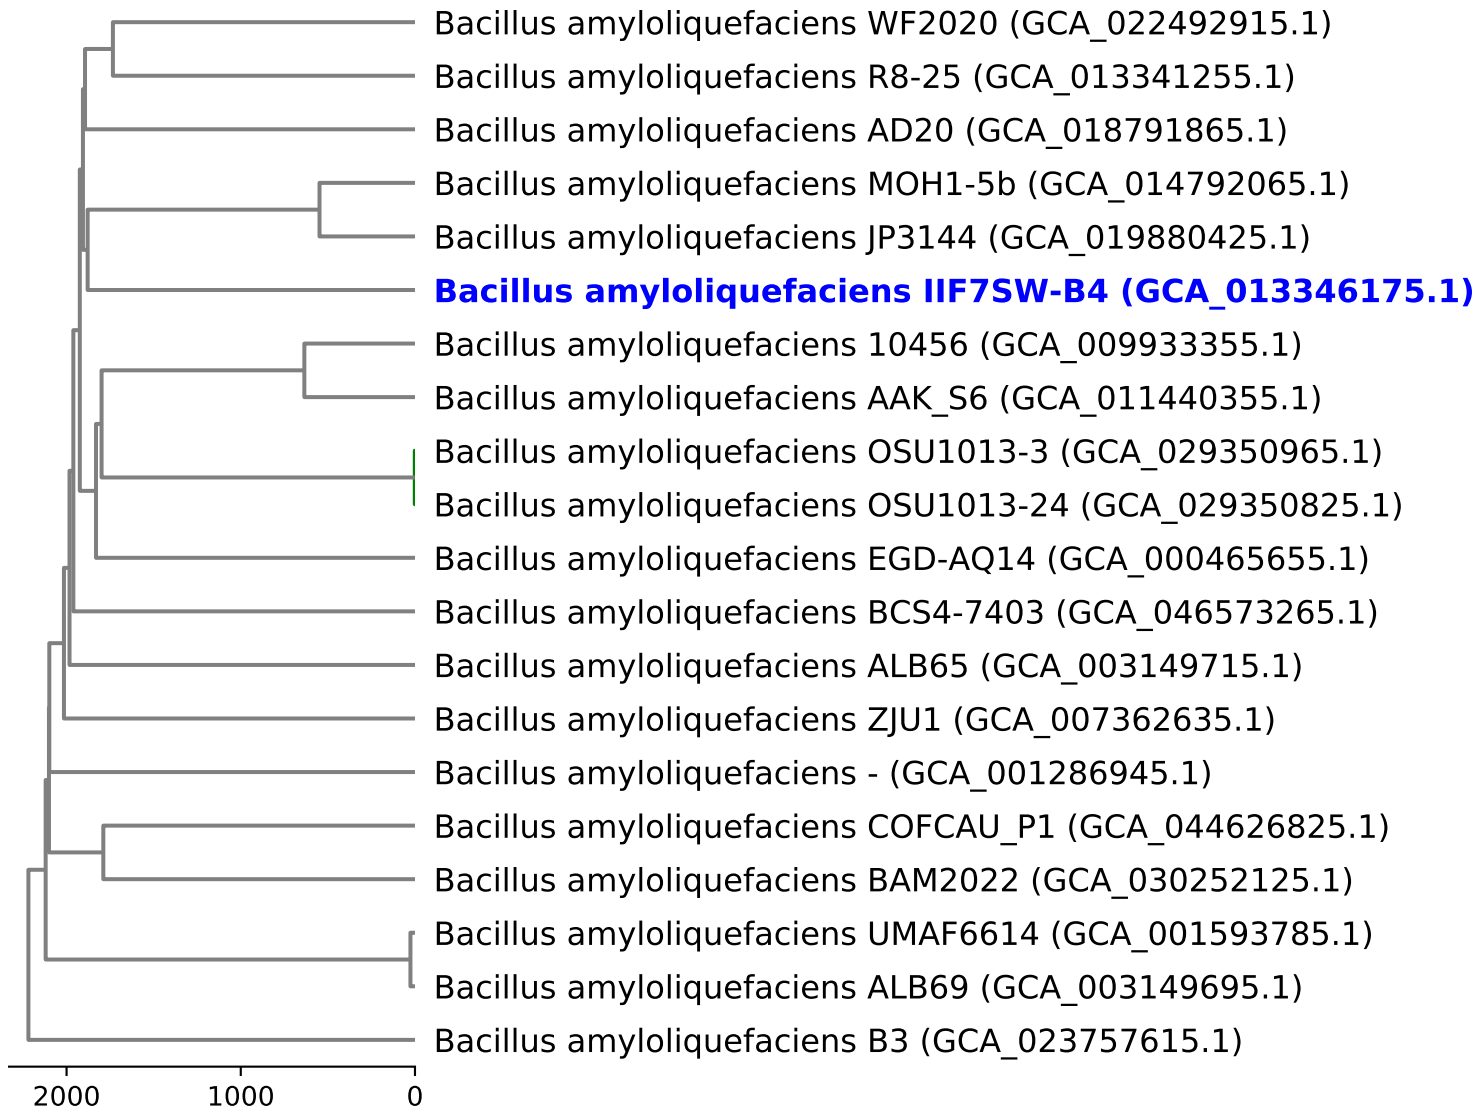 Bacillus amyloliquefaciens WF2020 (GCA_022492915.1)
Bacillus amyloliquefaciens R8-25 (GCA_013341255.1)
Bacillus amyloliquefaciens AD20 (GCA_018791865.1)
Bacillus amyloliquefaciens MOH1-5b (GCA_014792065.1)
Bacillus amyloliquefaciens JP3144 (GCA_019880425.1)
Bacillus amyloliquefaciens IIF7SW-B4 (GCA_013346175.1)
Bacillus amyloliquefaciens 10456 (GCA_009933355.1)
Bacillus amyloliquefaciens AAK_S6 (GCA_011440355.1)
Bacillus amyloliquefaciens OSU1013-3 (GCA_029350965.1)
Bacillus amyloliquefaciens OSU1013-24 (GCA_029350825.1)
Bacillus amyloliquefaciens EGD-AQ14 (GCA_000465655.1)
Bacillus amyloliquefaciens BCS4-7403 (GCA_046573265.1)
Bacillus amyloliquefaciens ALB65 (GCA_003149715.1)
Bacillus amyloliquefaciens ZJU1 (GCA_007362635.1)
Bacillus amyloliquefaciens - (GCA_001286945.1)
Bacillus amyloliquefaciens COFCAU_P1 (GCA_044626825.1)
Bacillus amyloliquefaciens BAM2022 (GCA_030252125.1)
Bacillus amyloliquefaciens UMAF6614 (GCA_001593785.1)
Bacillus amyloliquefaciens ALB69 (GCA_003149695.1)
Bacillus amyloliquefaciens B3 (GCA_023757615.1)
2000 1000 0